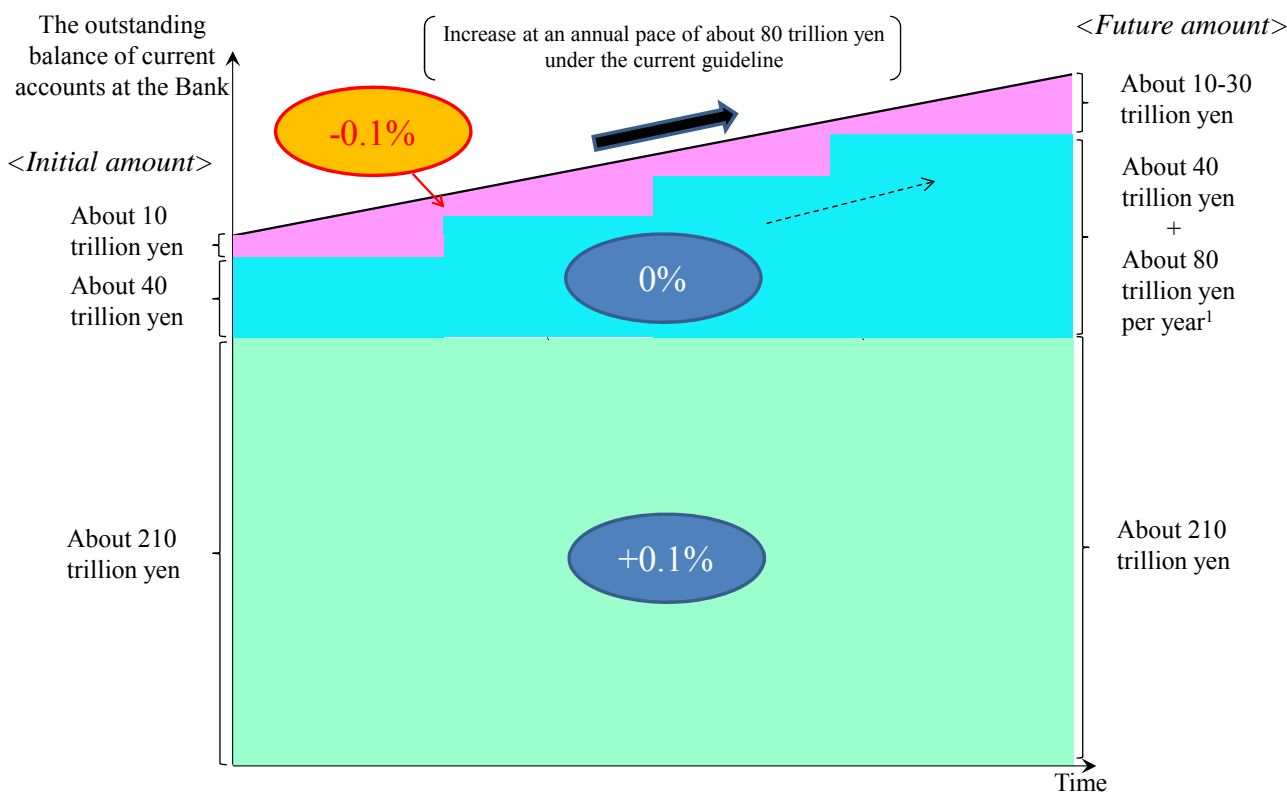 The outstanding
balance of current
accounts at the Bank
Increase at an annual pace of about 80 trillion yen
under the current guideline
<Future amount>
-0.1%
About 10-30
trillion yen
<Initial amount>
About 10
trillion yen
About 40
trillion yen
0%
About 40
trillion yen
+
About 80
trillion yen
per year¹
About 210
trillion yen
+0.1%
About 210
trillion yen
Time